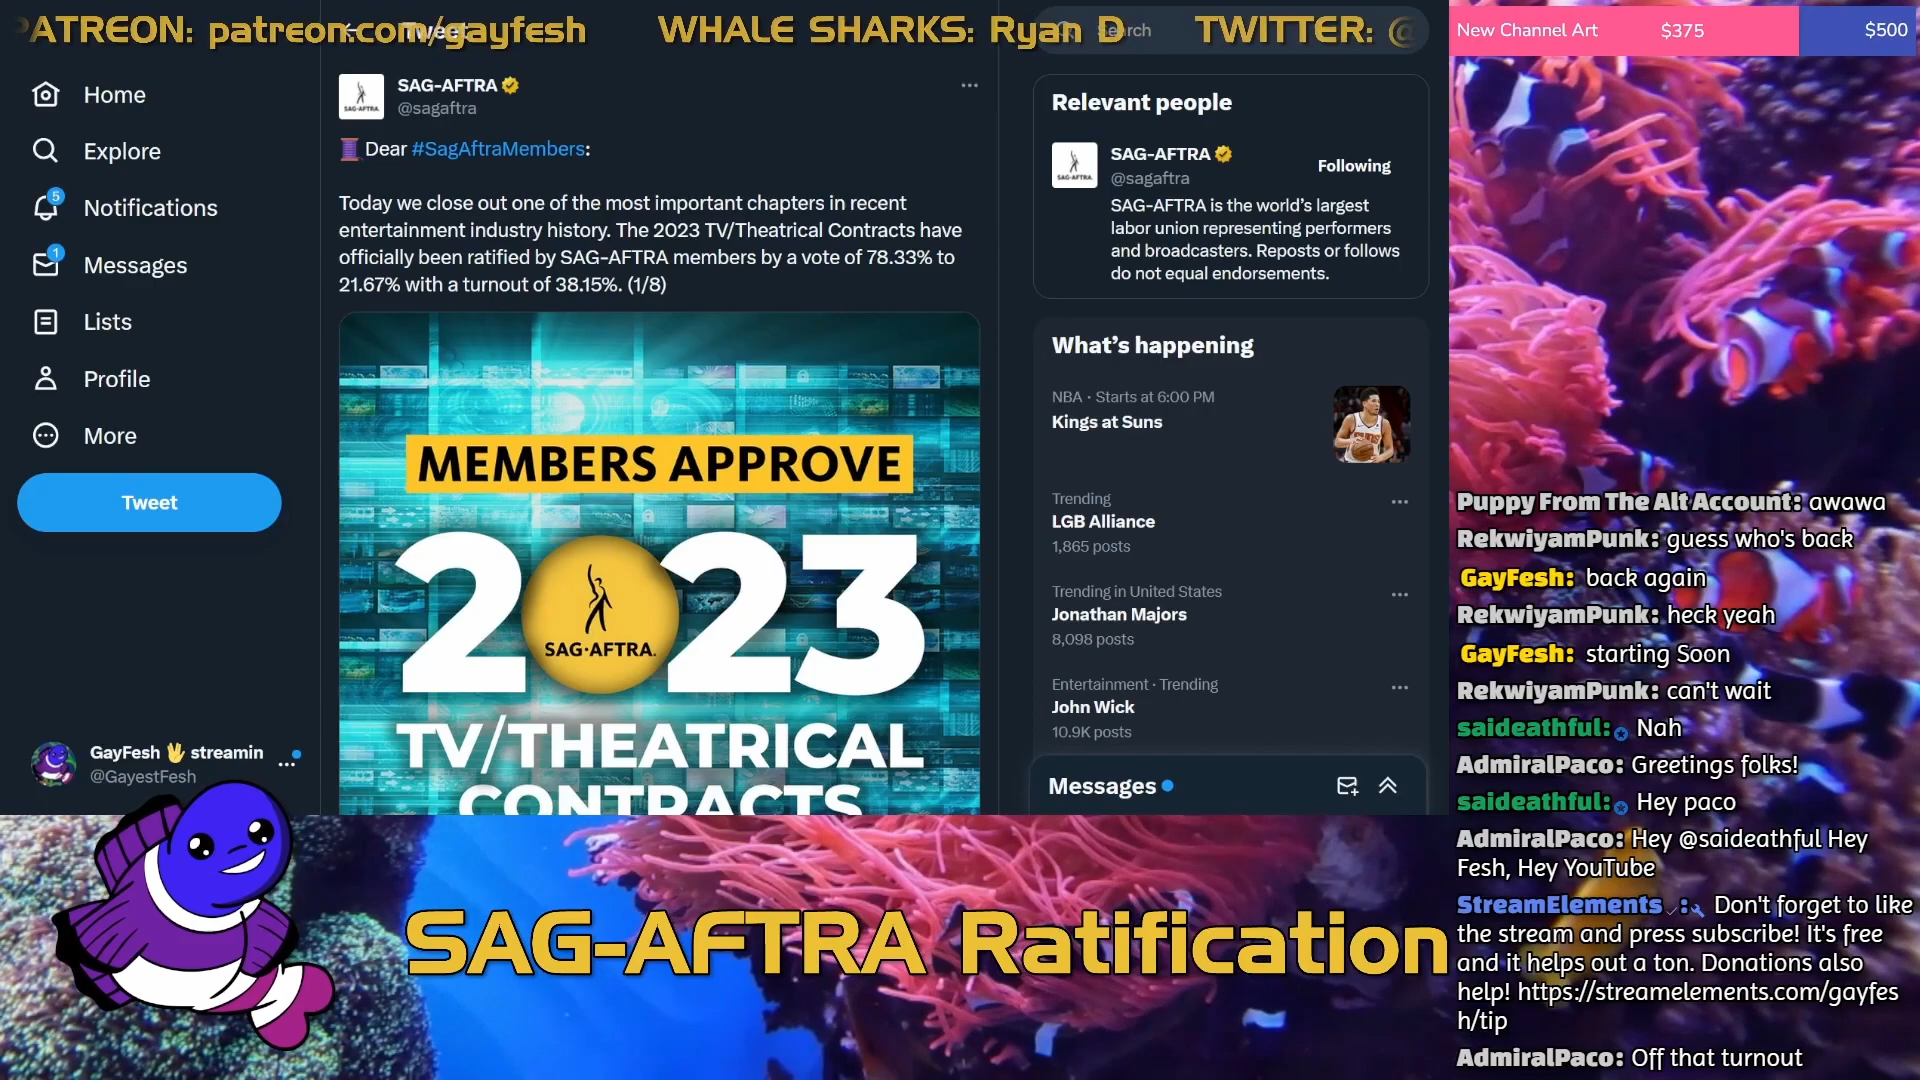 PATREON: patreon.com/gayfesh WHALE SHARKS: Ryan D TWITTER: @
Tweet
Search
Home
Explore
5
Notifications
1
Messages
Lists
Profile
More
Tweet
GayFesh 🖖 streamin
@GayestFesh
SAG-AFTRA
@sagaftra
🧵 Dear #SagAftraMembers:
Today we close out one of the most important chapters in recent
entertainment industry history. The 2023 TV/Theatrical Contracts have
officially been ratified by SAG-AFTRA members by a vote of 78.33% to
21.67% with a turnout of 38.15%. (1/8)
MEMBERS APPROVE
2023
SAG·AFTRA.
TV/THEATRICAL
CONTRACTS
Relevant people
SAG-AFTRA
@sagaftra
Following
SAG-AFTRA is the world's largest
labor union representing performers
and broadcasters. Reposts or follows
do not equal endorsements.
What's happening
NBA · Starts at 6:00 PM
Kings at Suns
Trending
LGB Alliance
1,865 posts
Trending in United States
Jonathan Majors
8,098 posts
Entertainment · Trending
John Wick
10.9K posts
Messages
New Channel Art $375 $500
Puppy From The Alt Account: awawa
RekwiyamPunk: guess who's back
GayFesh: back again
RekwiyamPunk: heck yeah
GayFesh: starting Soon
RekwiyamPunk: can't wait
saideathful: Nah
AdmiralPaco: Greetings folks!
saideathful: Hey paco
AdmiralPaco: Hey @saideathful Hey
Fesh, Hey YouTube
StreamElements: Don't forget to like
the stream and press subscribe! It's free
and it helps out a ton. Donations also
help! https://streamelements.com/gayfes
h/tip
AdmiralPaco: Off that turnout
SAG-AFTRA Ratification